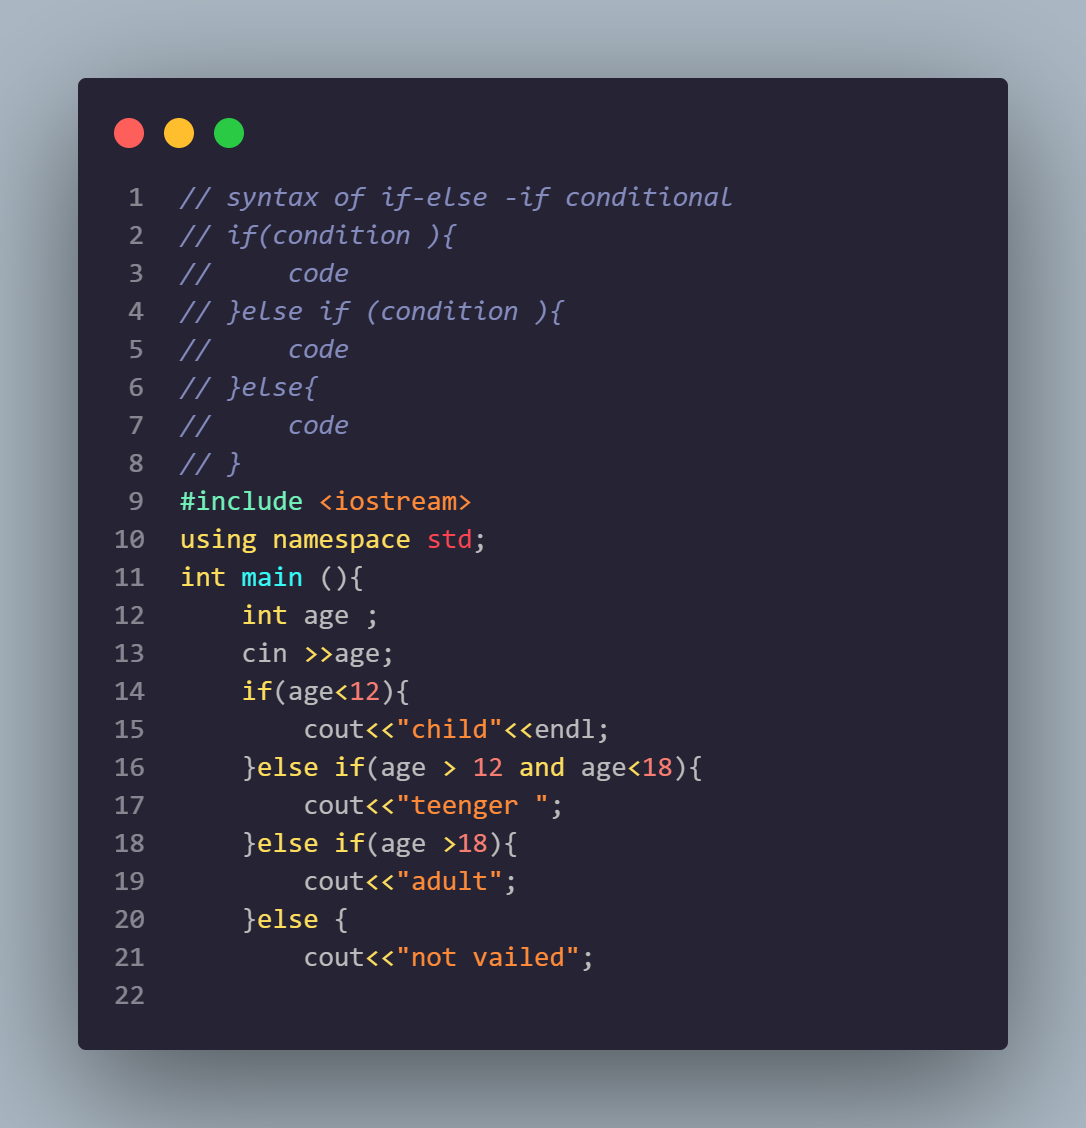 1 // syntax of if-else -if conditional
2 // if(condition ){
3 //     code
4 // }else if (condition ){
5 //     code
6 // }else{
7 //     code
8 // }
9 #include <iostream>
10 using namespace std;
11 int main (){
12     int age ;
13     cin >>age;
14     if(age<12){
15         cout<<"child"<<endl;
16     }else if(age > 12 and age<18){
17         cout<<"teenger ";
18     }else if(age >18){
19         cout<<"adult";
20     }else {
21         cout<<"not vailed";
22